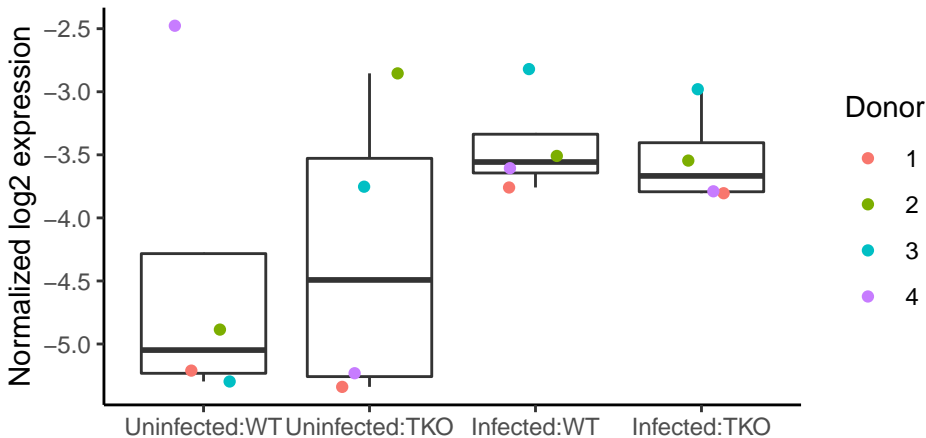 Normalized log2 expression
−2.5
−3.0
−3.5
−4.0
−4.5
−5.0
Uninfected:WT
Uninfected:TKO
Infected:WT
Infected:TKO
Donor
1
2
3
4